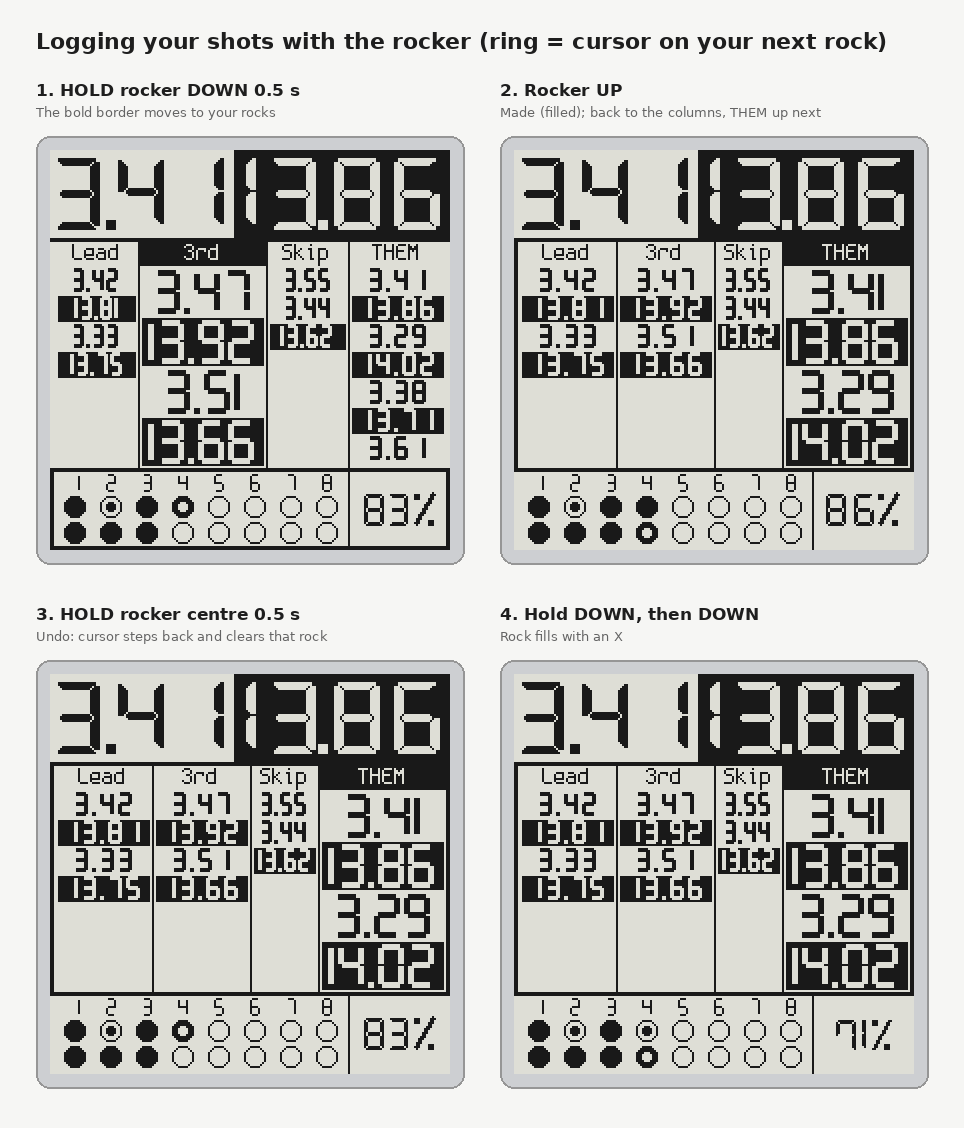 Logging your shots with the rocker (ring = cursor on your next rock)
1. HOLD rocker DOWN 0.5 s
The bold border moves to your rocks
3.41 13.86
Lead
3.42
13.81
3.33
13.75
3rd
3.47
13.92
3.51
13.66
Skip
3.55
3.44
13.62
THEM
3.41
13.86
3.29
14.02
3.38
3.61
1 2 3 4 5 6 7 8
83%
2. Rocker UP
Made (filled); back to the columns, THEM up next
3.41 13.86
Lead
3.42
13.81
3.33
13.75
3rd
3.47
13.92
3.51
13.66
Skip
3.55
3.44
13.62
THEM
3.41
13.86
3.29
14.02
1 2 3 4 5 6 7 8
86%
3. HOLD rocker centre 0.5 s
Undo: cursor steps back and clears that rock
3.41 13.86
Lead
3.42
13.81
3.33
13.75
3rd
3.47
13.92
3.51
13.66
Skip
3.55
3.44
13.62
THEM
3.41
13.86
3.29
14.02
1 2 3 4 5 6 7 8
83%
4. Hold DOWN, then DOWN
Rock fills with an X
3.41 13.86
Lead
3.42
13.81
3.33
13.75
3rd
3.47
13.92
3.51
13.66
Skip
3.55
3.44
13.62
THEM
3.41
13.86
3.29
14.02
1 2 3 4 5 6 7 8
71%